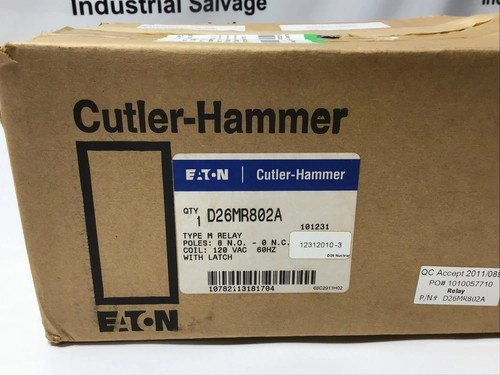 Industrial Salvage
Cutler-Hammer
EATON | Cutler-Hammer
QTY
1 D26MR802A
101231
TYPE M RELAY
POLES: 8 N.O. - 0 N.C.
COIL: 120 VAC 60HZ
WITH LATCH
12312010-3
10782113181704
EATON
QC Accept 2011/089
PO# 1010057710
Relay
P/N# D26MR802A